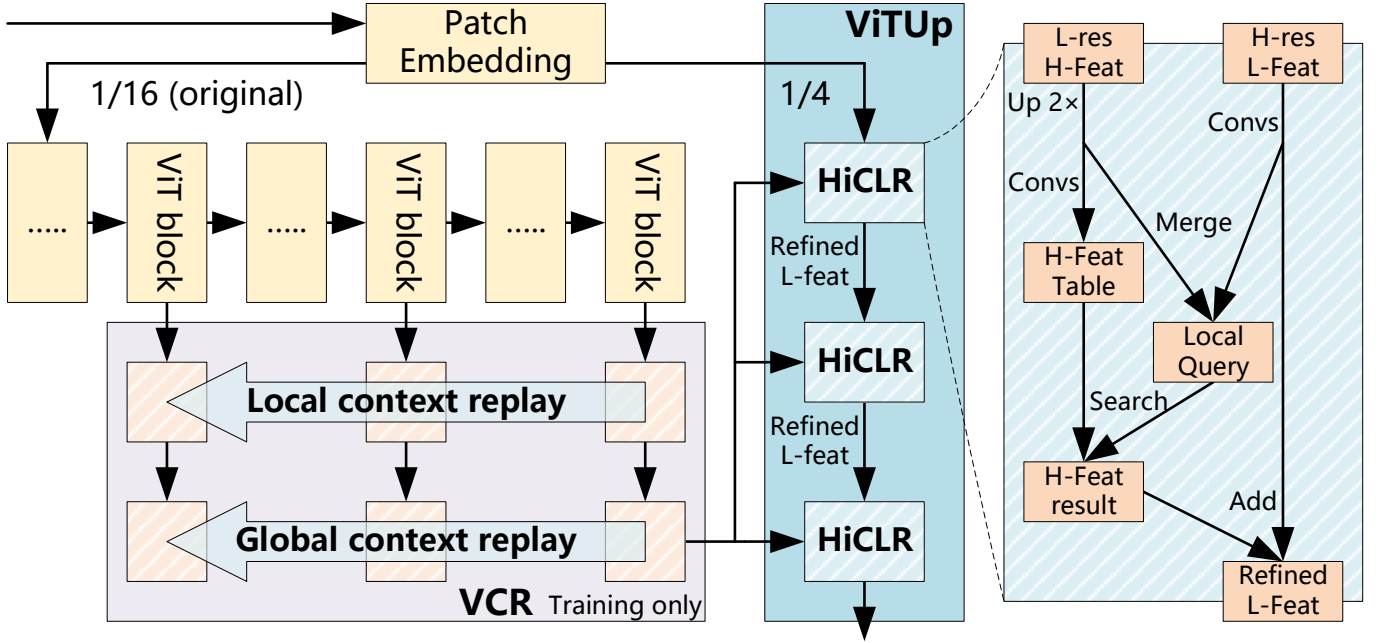 Patch
Embedding
1/16 (original)
1/4
ViTUp
.....
ViT block
.....
ViT block
.....
ViT block
Local context replay
Global context replay
VCR Training only
HiCLR
Refined
L-feat
HiCLR
Refined
L-feat
HiCLR
L-res
H-Feat
H-res
L-Feat
Up 2×
Convs
Convs
Merge
H-Feat
Table
Local
Query
Search
H-Feat
result
Add
Refined
L-Feat